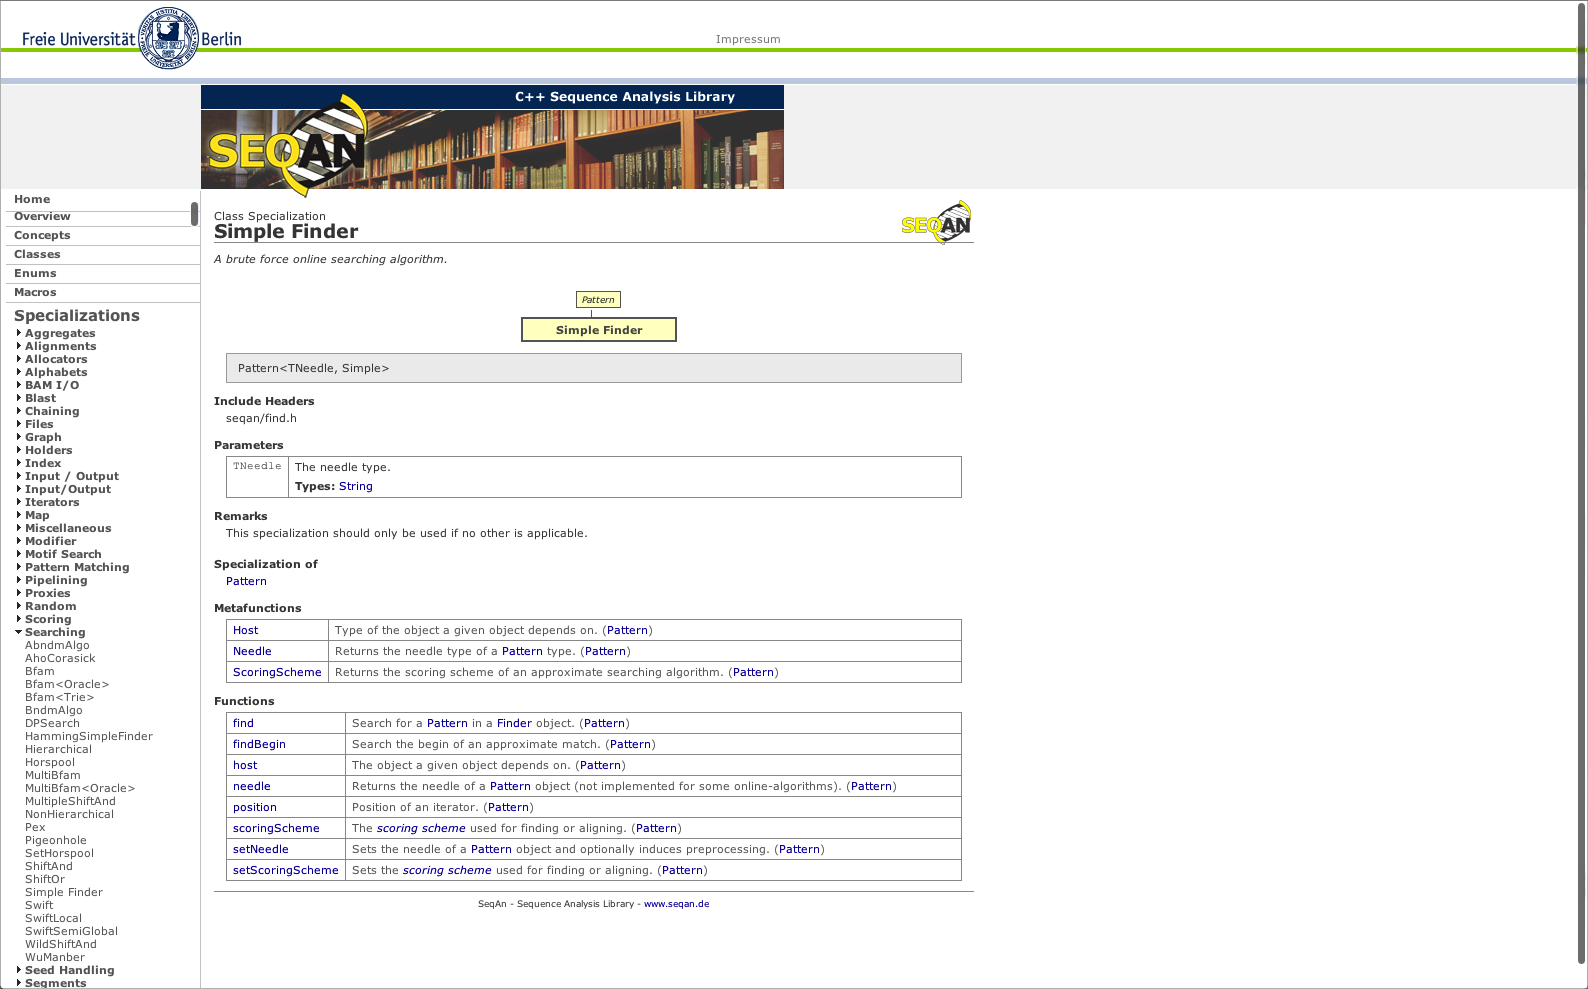 Freie Universität Berlin
Impressum
C++ Sequence Analysis Library
SEQAN
Home
Overview
Concepts
Classes
Enums
Macros
Specializations
Aggregates
Alignments
Allocators
Alphabets
BAM I/O
Blast
Chaining
Files
Graph
Holders
Index
Input / Output
Input/Output
Iterators
Map
Miscellaneous
Modifier
Motif Search
Pattern Matching
Pipelining
Proxies
Random
Scoring
Searching
AbndmAlgo
AhoCorasick
Bfam
Bfam<Oracle>
Bfam<Trie>
BndmAlgo
DPSearch
HammingSimpleFinder
Hierarchical
Horspool
MultiBfam
MultiBfam<Oracle>
MultipleShiftAnd
NonHierarchical
Pex
Pigeonhole
SetHorspool
ShiftAnd
ShiftOr
Simple Finder
Swift
SwiftLocal
SwiftSemiGlobal
WildShiftAnd
WuManber
Seed Handling
Segments
Class Specialization
Simple Finder
SEQAN
A brute force online searching algorithm.
Pattern
Simple Finder
Pattern<TNeedle, Simple>
Include Headers
seqan/find.h
Parameters
TNeedle The needle type.
Types: String
Remarks
This specialization should only be used if no other is applicable.
Specialization of
Pattern
Metafunctions
Host Type of the object a given object depends on. (Pattern)
Needle Returns the needle type of a Pattern type. (Pattern)
ScoringScheme Returns the scoring scheme of an approximate searching algorithm. (Pattern)
Functions
find Search for a Pattern in a Finder object. (Pattern)
findBegin Search the begin of an approximate match. (Pattern)
host The object a given object depends on. (Pattern)
needle Returns the needle of a Pattern object (not implemented for some online-algorithms). (Pattern)
position Position of an iterator. (Pattern)
scoringScheme The scoring scheme used for finding or aligning. (Pattern)
setNeedle Sets the needle of a Pattern object and optionally induces preprocessing. (Pattern)
setScoringScheme Sets the scoring scheme used for finding or aligning. (Pattern)
SeqAn - Sequence Analysis Library - www.seqan.de